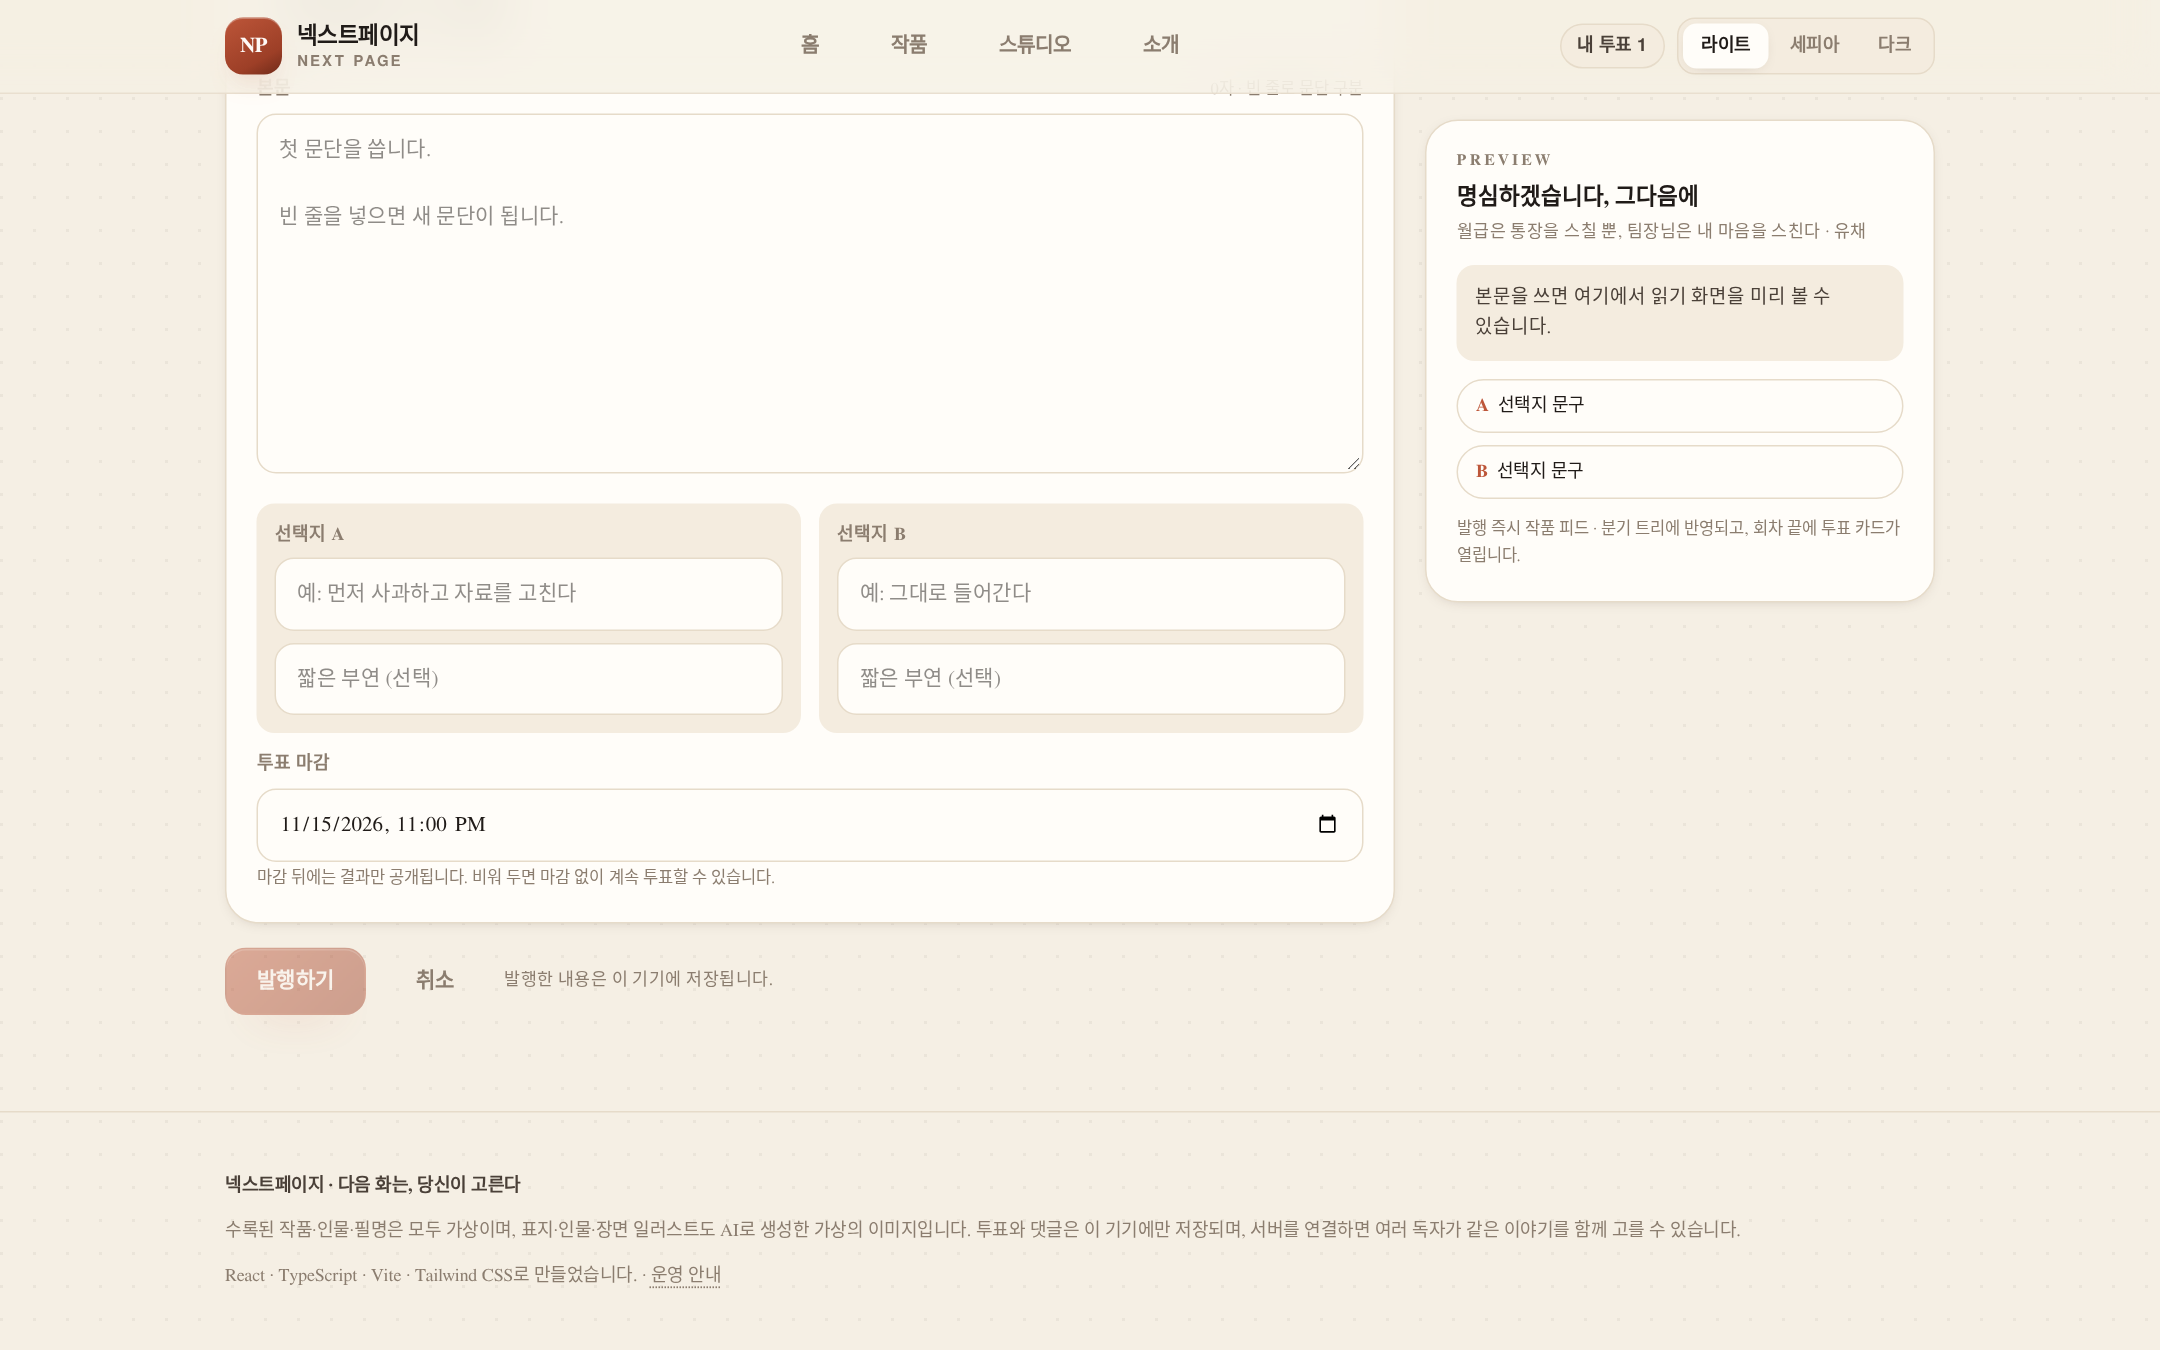 NP
넥스트페이지
NEXT PAGE
홈
작품
스튜디오
소개
내 투표 1
라이트
세피아
다크
본문
0자 · 빈 줄로 문단 구분
첫 문단을 씁니다.
빈 줄을 넣으면 새 문단이 됩니다.
선택지 A
예: 먼저 사과하고 자료를 고친다
짧은 부연 (선택)
선택지 B
예: 그대로 들어간다
짧은 부연 (선택)
투표 마감
11/15/2026, 11:00 PM
마감 뒤에는 결과만 공개됩니다. 비워 두면 마감 없이 계속 투표할 수 있습니다.
발행하기
취소
발행한 내용은 이 기기에 저장됩니다.
PREVIEW
명심하겠습니다, 그다음에
월급은 통장을 스칠 뿐, 팀장님은 내 마음을 스친다 · 유채
본문을 쓰면 여기에서 읽기 화면을 미리 볼 수
있습니다.
A 선택지 문구
B 선택지 문구
발행 즉시 작품 피드 · 분기 트리에 반영되고, 회차 끝에 투표 카드가
열립니다.
넥스트페이지 · 다음 화는, 당신이 고른다
수록된 작품·인물·필명은 모두 가상이며, 표지·인물·장면 일러스트도 AI로 생성한 가상의 이미지입니다. 투표와 댓글은 이 기기에만 저장되며, 서버를 연결하면 여러 독자가 같은 이야기를 함께 고를 수 있습니다.
React · TypeScript · Vite · Tailwind CSS로 만들었습니다. · 운영 안내